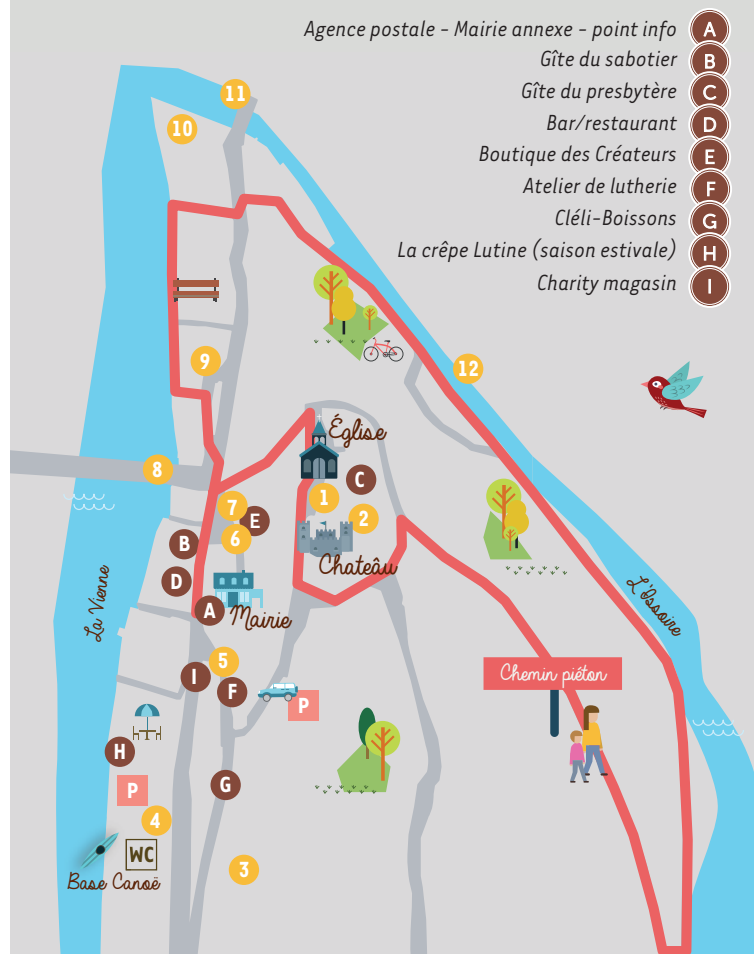 Agence postale - Mairie annexe - point info A
Gîte du sabotier B
Gîte du presbytère C
Bar/restaurant D
Boutique des Créateurs E
Atelier de lutherie F
Cléli-Boissons G
La crêpe Lutine (saison estivale) H
Charity magasin I
11
10
9
12
Église
8
C
7
1
E
2
6
B
Chateâu
D
La Vienne
L'Issoire
A
Mairie
5
I
F
Chemin piéton
P
H
G
P
4
WC
3
Base Canoë